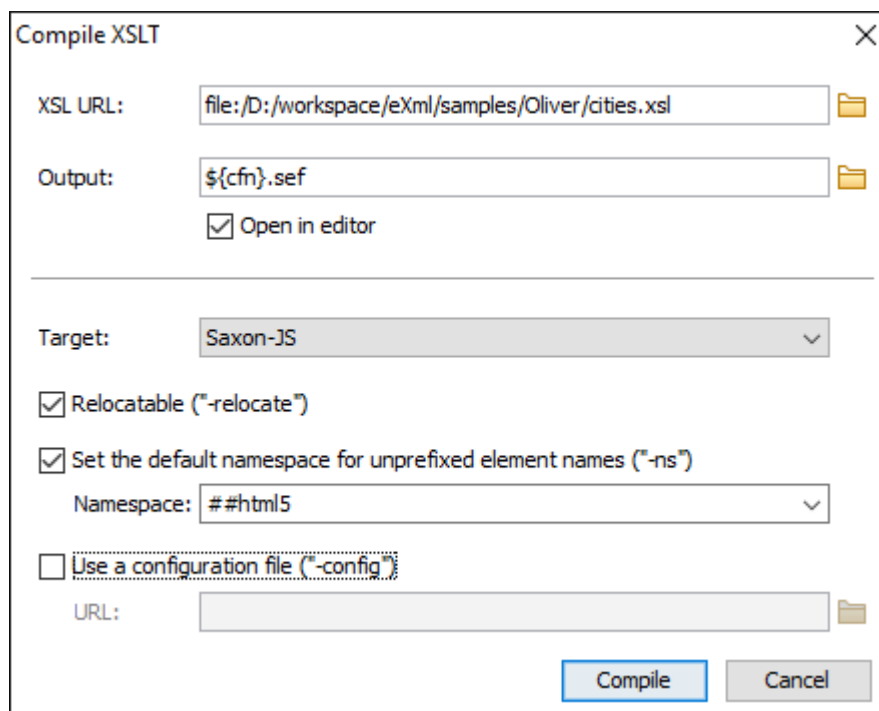 Compile XSLT
XSL URL: file:/D:/workspace/eXml/samples/Oliver/cities.xsl
Output: ${cfn}.sef
Open in editor
Target: Saxon-JS
Relocatable ("-relocate")
Set the default namespace for unprefixed element names ("-ns")
Namespace: ##html5
Use a configuration file ("-config")
URL:
Compile Cancel